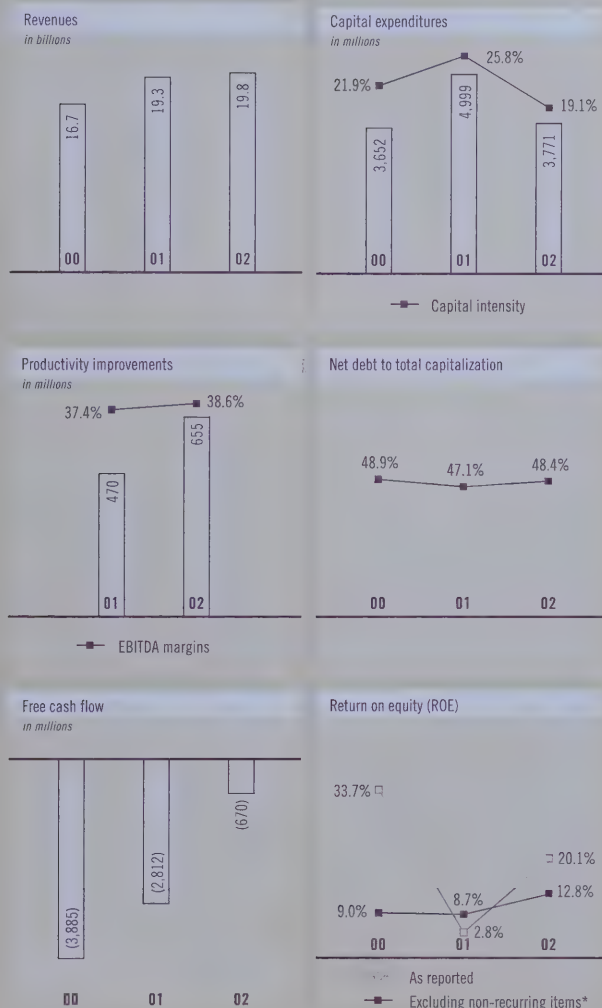 Revenues
in billions
16.7
19.3
19.8
00 01 02
Capital expenditures
in millions
21.9%
25.8%
19.1%
3,652
4,999
3,771
00 01 02
Capital intensity
Productivity improvements
in millions
37.4%
38.6%
470
655
01 02
EBITDA margins
Net debt to total capitalization
48.9%
47.1%
48.4%
00 01 02
Free cash flow
in millions
(3,885)
(2,812)
(670)
00 01 02
Return on equity (ROE)
33.7%
20.1%
9.0%
8.7%
12.8%
2.8%
00 01 02
As reported
Excluding non-recurring items*